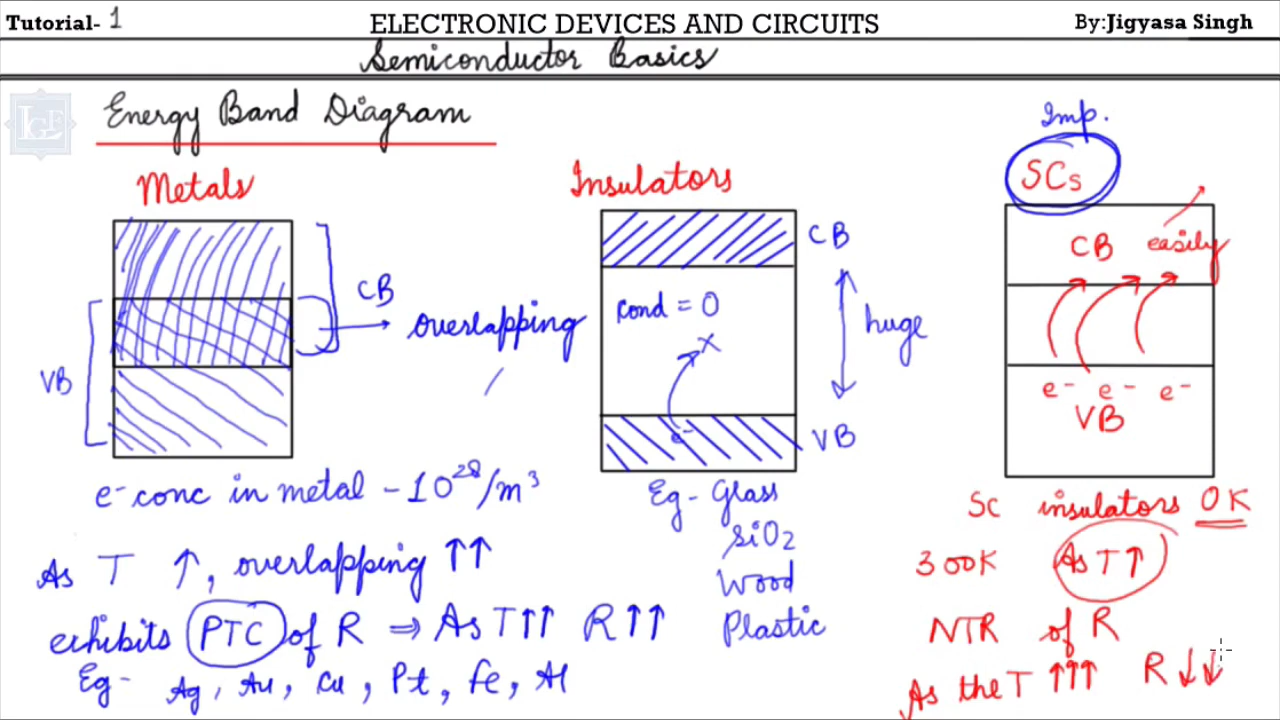 Tutorial- 1
ELECTRONIC DEVICES AND CIRCUITS
By:Jigyasa Singh
Semiconductor Basics
LGE
Energy Band Diagram
Metals
CB
VB
overlapping
e- conc in metal - 10^28/m^3
As T ↑, overlapping ↑↑
exhibits PTC of R ⇒ As T↑↑ R↑↑
Eg- Ag, Au, Cu, Pt, Fe, Al
Insulators
CB
cond = 0
x
huge
e-
VB
Eg- Glass
SiO2
Wood
Plastic
Imp.
SCs
CB easily
e- e- e-
VB
SC insulators 0K
300K As T↑
NTR of R
As the T ↑↑↑ R↓↓